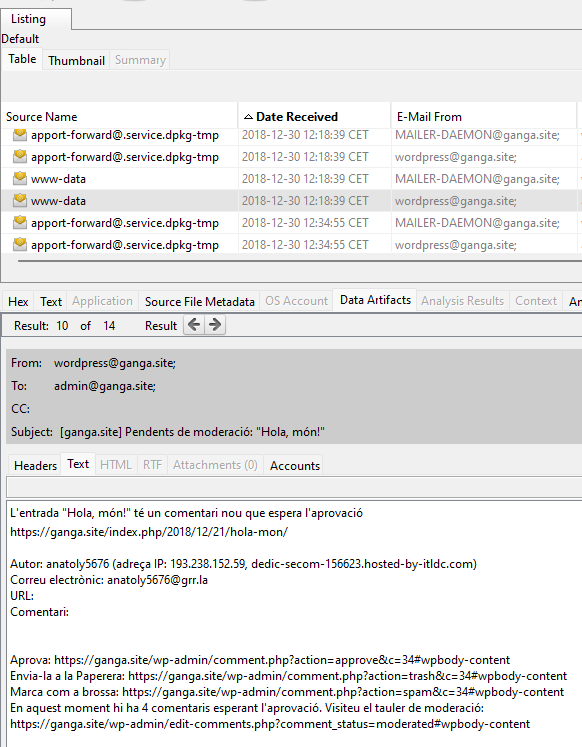 Listing
Default
Table Thumbnail Summary
Source Name Date Received E-Mail From
apport-forward@.service.dpkg-tmp 2018-12-30 12:18:39 CET MAILER-DAEMON@ganga.site;
apport-forward@.service.dpkg-tmp 2018-12-30 12:18:39 CET wordpress@ganga.site;
www-data 2018-12-30 12:18:39 CET MAILER-DAEMON@ganga.site;
www-data 2018-12-30 12:18:39 CET wordpress@ganga.site;
apport-forward@.service.dpkg-tmp 2018-12-30 12:34:55 CET MAILER-DAEMON@ganga.site;
apport-forward@.service.dpkg-tmp 2018-12-30 12:34:55 CET wordpress@ganga.site;
Hex Text Application Source File Metadata OS Account Data Artifacts Analysis Results Context An
Result: 10 of 14 Result
From: wordpress@ganga.site;
To: admin@ganga.site;
CC:
Subject: [ganga.site] Pendents de moderació: "Hola, món!"
Headers Text HTML RTF Attachments (0) Accounts
L'entrada "Hola, món!" té un comentari nou que espera l'aprovació
https://ganga.site/index.php/2018/12/21/hola-mon/
Autor: anatoly5676 (adreça IP: 193.238.152.59, dedic-secom-156623.hosted-by-itldc.com)
Correu electrònic: anatoly5676@grr.la
URL:
Comentari:
Aprova: https://ganga.site/wp-admin/comment.php?action=approve&c=34#wpbody-content
Envia-la a la Paperera: https://ganga.site/wp-admin/comment.php?action=trash&c=34#wpbody-content
Marca com a brossa: https://ganga.site/wp-admin/comment.php?action=spam&c=34#wpbody-content
En aquest moment hi ha 4 comentaris esperant l'aprovació. Visiteu el tauler de moderació:
https://ganga.site/wp-admin/edit-comments.php?comment_status=moderated#wpbody-content